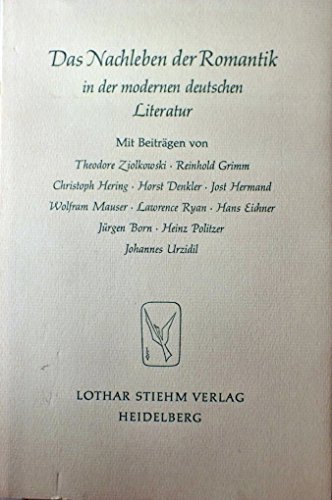 Das Nachleben der Romantik
in der modernen deutschen
Literatur
Mit Beiträgen von
Theodore Ziolkowski · Reinhold Grimm
Christoph Hering · Horst Denkler · Jost Hermand
Wolfram Mauser · Lawrence Ryan · Hans Eichner
Jürgen Born · Heinz Politzer
Johannes Urzidil
LOTHAR STIEHM VERLAG
HEIDELBERG